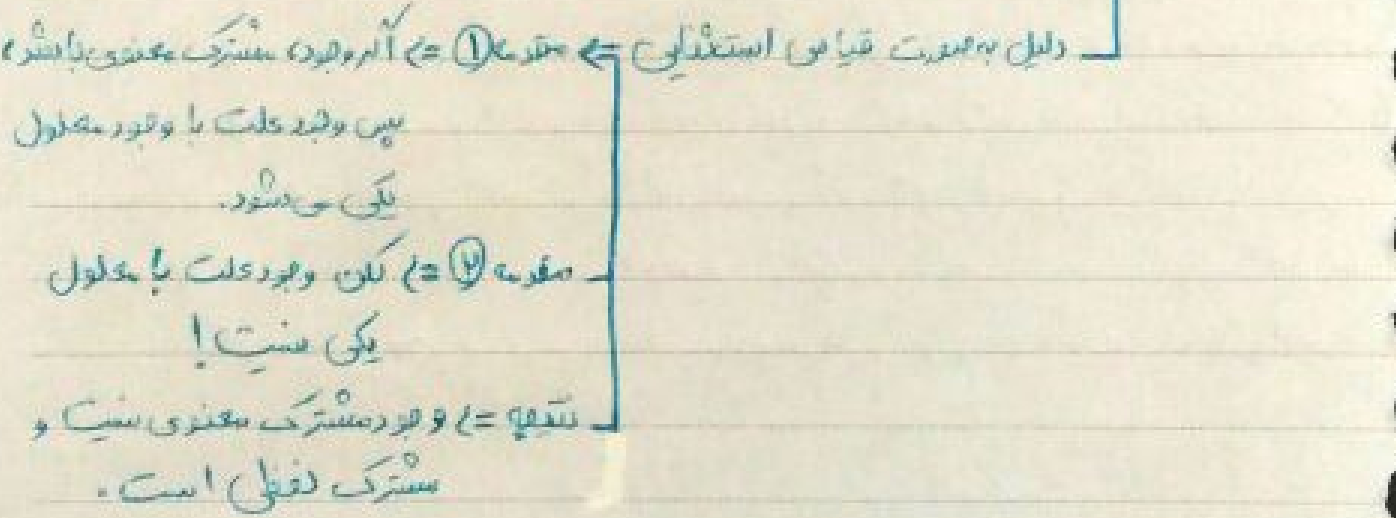 دلیل به صورت قیاس استثنایی => مقدمه ① => اگر وجود، مشترک معنوی باشد،
پس وجود علت با وجود معلول
یکی می‌شود.
مقدمه ② => لکن وجود علت با معلول
یکی نیست!
نتیجه => وجود مشترک معنوی نیست و
مشترک لفظی است.